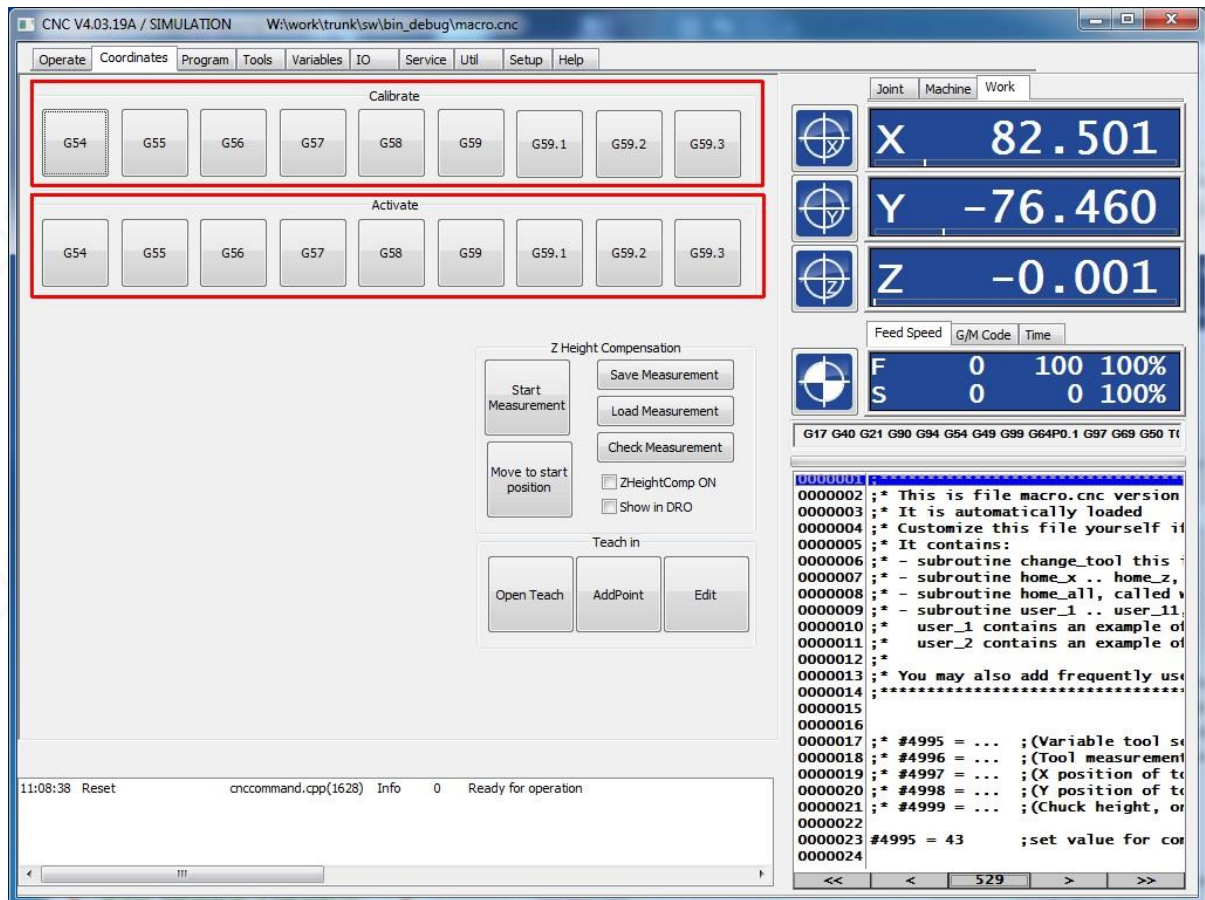 CNC V4.03.19A / SIMULATION W:\work\trunk\sw\bin_debug\macro.cnc
Operate Coordinates Program Tools Variables IO Service Util Setup Help
Calibrate
G54 G55 G56 G57 G58 G59 G59.1 G59.2 G59.3
Activate
G54 G55 G56 G57 G58 G59 G59.1 G59.2 G59.3
Z Height Compensation
Start
Measurement
Save Measurement
Load Measurement
Check Measurement
Move to start
position
ZHeightComp ON
Show in DRO
Teach in
Open Teach AddPoint Edit
11:08:38 Reset cnccommand.cpp(1628) Info 0 Ready for operation
Joint Machine Work
X 82.501
Y -76.460
Z -0.001
Feed Speed G/M Code Time
F 0 100 100%
S 0 0 100%
G17 G40 G21 G90 G94 G54 G49 G99 G64P0.1 G97 G69 G50
0000001 ;**********************************
0000002 ;* This is file macro.cnc version
0000003 ;* It is automatically loaded
0000004 ;* Customize this file yourself if
0000005 ;* It contains:
0000006 ;* - subroutine change_tool this
0000007 ;* - subroutine home_x .. home_z,
0000008 ;* - subroutine home_all, called
0000009 ;* - subroutine user_1 .. user_11,
0000010 ;* user_1 contains an example of
0000011 ;* user_2 contains an example of
0000012 ;*
0000013 ;* You may also add frequently
0000014 ;**********************************
0000015
0000016
0000017 ;* #4995 = ... ;(Variable tool
0000018 ;* #4996 = ... ;(Tool measurement
0000019 ;* #4997 = ... ;(X position of
0000020 ;* #4998 = ... ;(Y position of
0000021 ;* #4999 = ... ;(Chuck height,
0000022
0000023 #4995 = 43 ;set value for
0000024
<< < 529 > >>